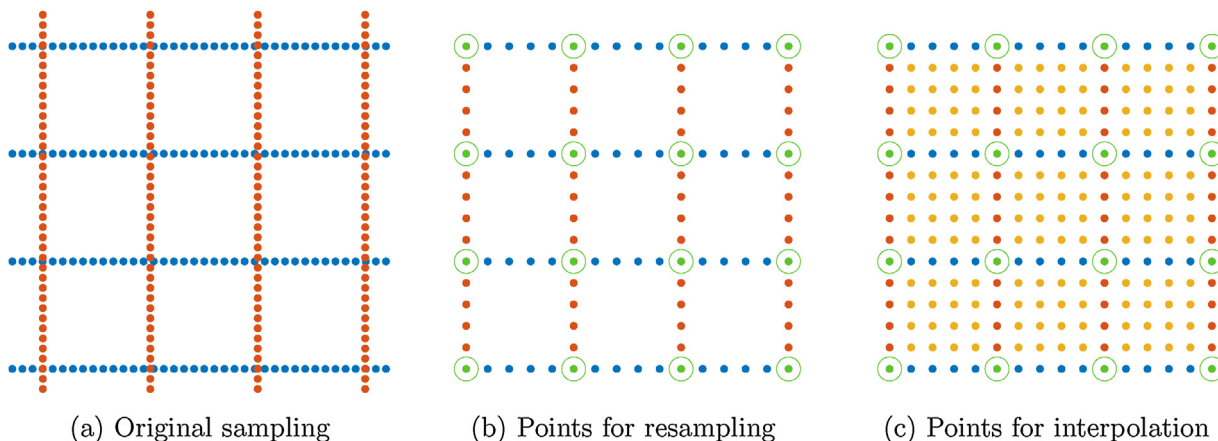 (a) Original sampling
(b) Points for resampling
(c) Points for interpolation